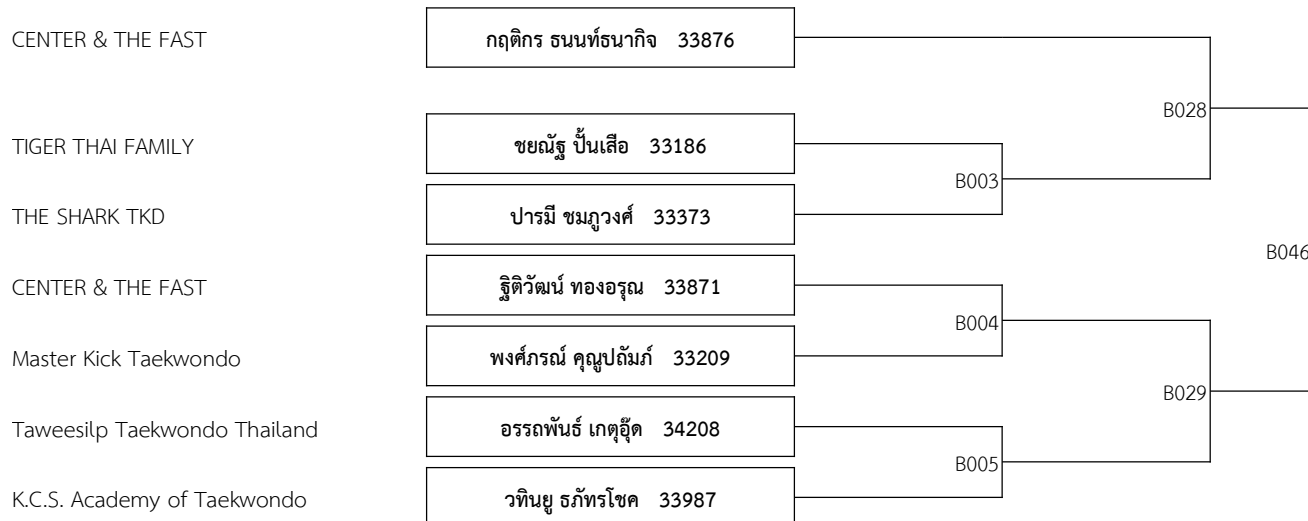 CENTER & THE FAST กฤติกร ธนนท์ธนากิจ 33876
B028
TIGER THAI FAMILY ชยณัฐ ปั้นเสือ 33186
B003
THE SHARK TKD ปารมี ชมภูวงศ์ 33373
B046
CENTER & THE FAST ฐิติวัฒน์ ทองอรุณ 33871
B004
Master Kick Taekwondo พงศ์ภรณ์ คุณูปถัมภ์ 33209
B029
Taweesilp Taekwondo Thailand อรรถพันธ์ เกตุอุ๊ด 34208
B005
K.C.S. Academy of Taekwondo วทินยู ธภัทรโชค 33987